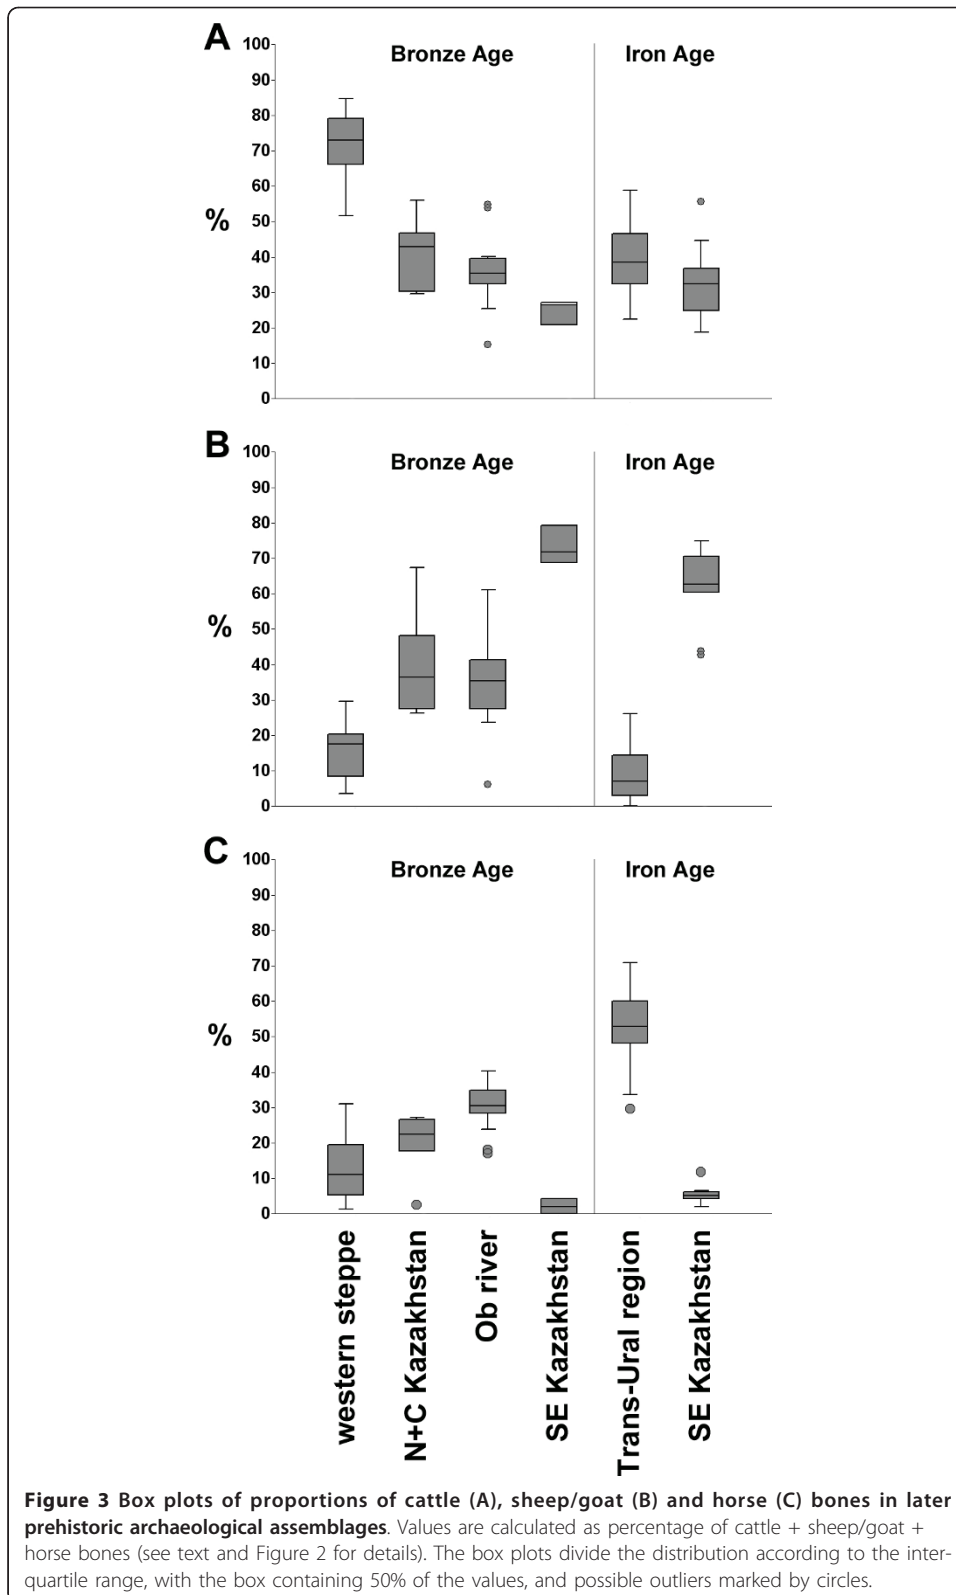 A
Bronze Age Iron Age
100
90
80
70
60
50
40
30
20
10
0
%
B
Bronze Age Iron Age
100
90
80
70
60
50
40
30
20
10
0
%
C
Bronze Age Iron Age
100
90
80
70
60
50
40
30
20
10
0
%
western steppe
N+C Kazakhstan
Ob river
SE Kazakhstan
Trans-Ural region
SE Kazakhstan
Figure 3 Box plots of proportions of cattle (A), sheep/goat (B) and horse (C) bones in later
prehistoric archaeological assemblages. Values are calculated as percentage of cattle + sheep/goat +
horse bones (see text and Figure 2 for details). The box plots divide the distribution according to the inter-
quartile range, with the box containing 50% of the values, and possible outliers marked by circles.